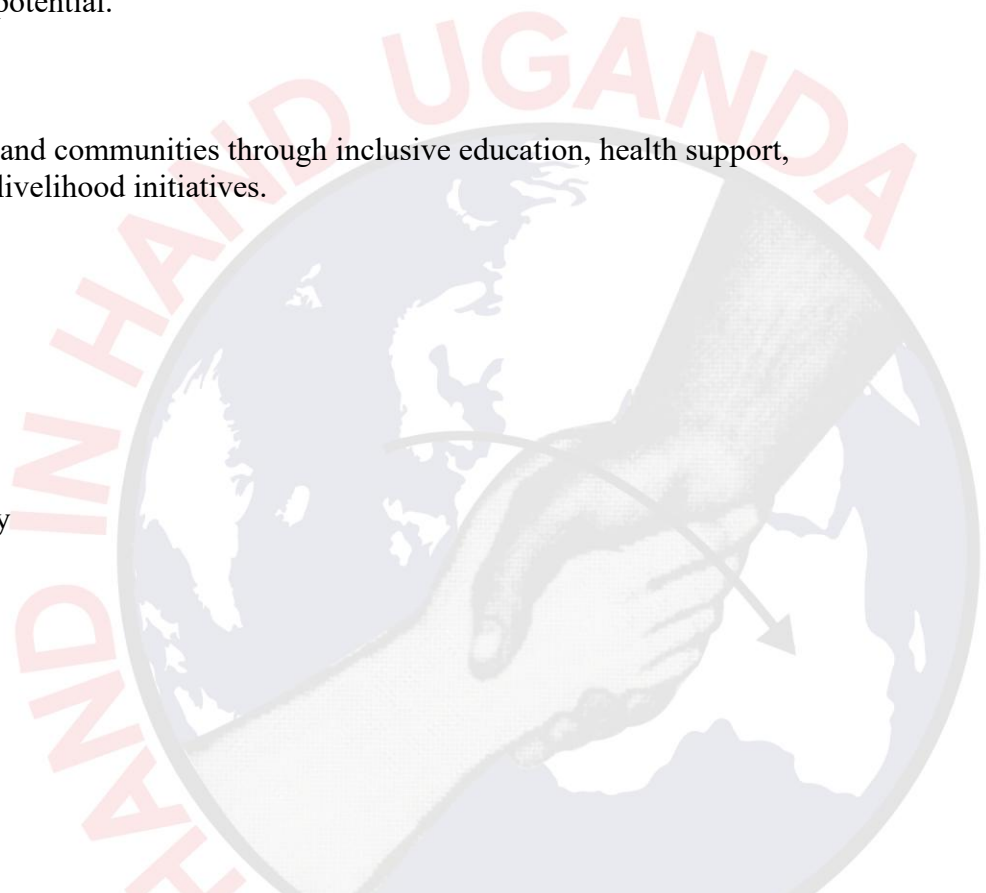 potential.
HAND IN HAND UGANDA
and communities through inclusive education, health support,
livelihood initiatives.
y